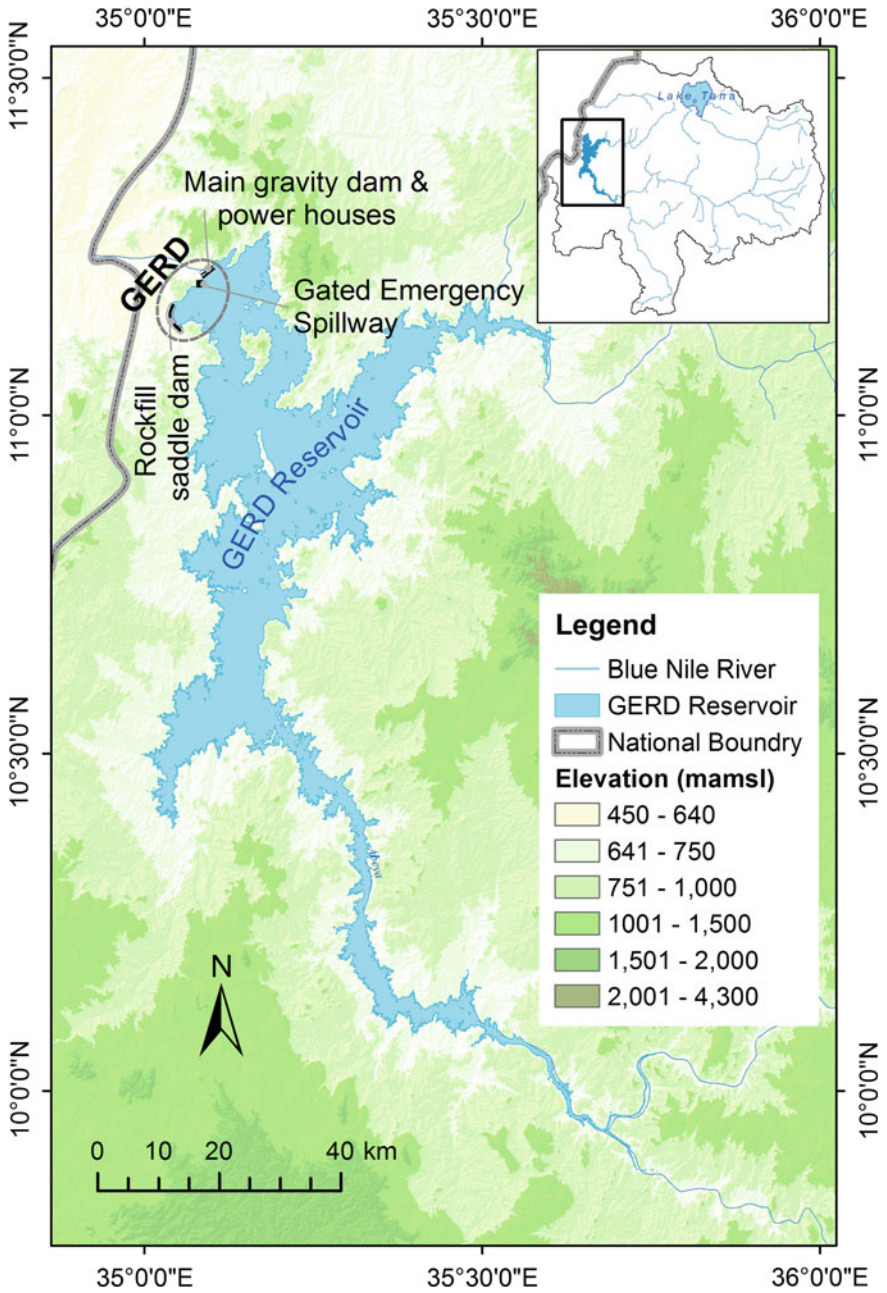 35°0'0"E
35°30'0"E
36°0'0"E
11°30'0"N
11°30'0"N
Lake Tana
Main gravity dam &
power houses
GERD
Gated Emergency
Spillway
Rockfill
saddle dam
11°0'0"N
11°0'0"N
GERD Reservoir
Legend
Blue Nile River
GERD Reservoir
National Boundry
Elevation (mamsl)
450 - 640
641 - 750
751 - 1,000
1001 - 1,500
1,501 - 2,000
2,001 - 4,300
10°30'0"N
10°30'0"N
N
0 10 20 40 km
10°0'0"N
10°0'0"N
35°0'0"E
35°30'0"E
36°0'0"E